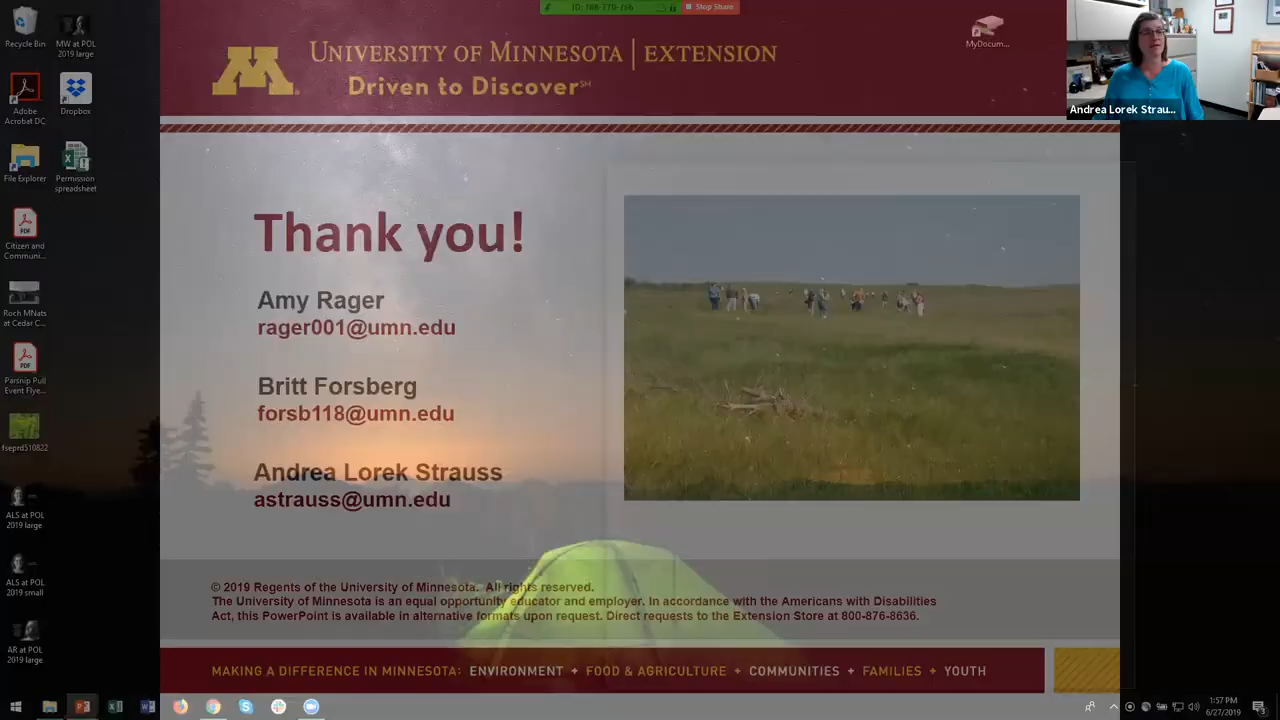 ID: 768-770-766
Stop Share
Recycle Bin
MW at POL
2019 large
MyDocum...
UNIVERSITY OF MINNESOTA | EXTENSION
Driven to Discover℠
Andrea Lorek Strau...
Adobe
Acrobat DC
Dropbox
File Explorer
Permission
spreadsheet
Citizen and
Communi...
Roch MNats
at Cedar C...
Parsnip Pull
Event Flye...
fseprd510822
ALS at POL
2019 large
ALS at POL
2019 small
AR at POL
2019 large
Thank you!
Amy Rager
rager001@umn.edu
Britt Forsberg
forsb118@umn.edu
Andrea Lorek Strauss
astrauss@umn.edu
© 2019 Regents of the University of Minnesota. All rights reserved.
The University of Minnesota is an equal opportunity educator and employer. In accordance with the Americans with Disabilities
Act, this PowerPoint is available in alternative formats upon request. Direct requests to the Extension Store at 800-876-8636.
MAKING A DIFFERENCE IN MINNESOTA: ENVIRONMENT + FOOD & AGRICULTURE + COMMUNITIES + FAMILIES + YOUTH
1:57 PM
6/27/2019